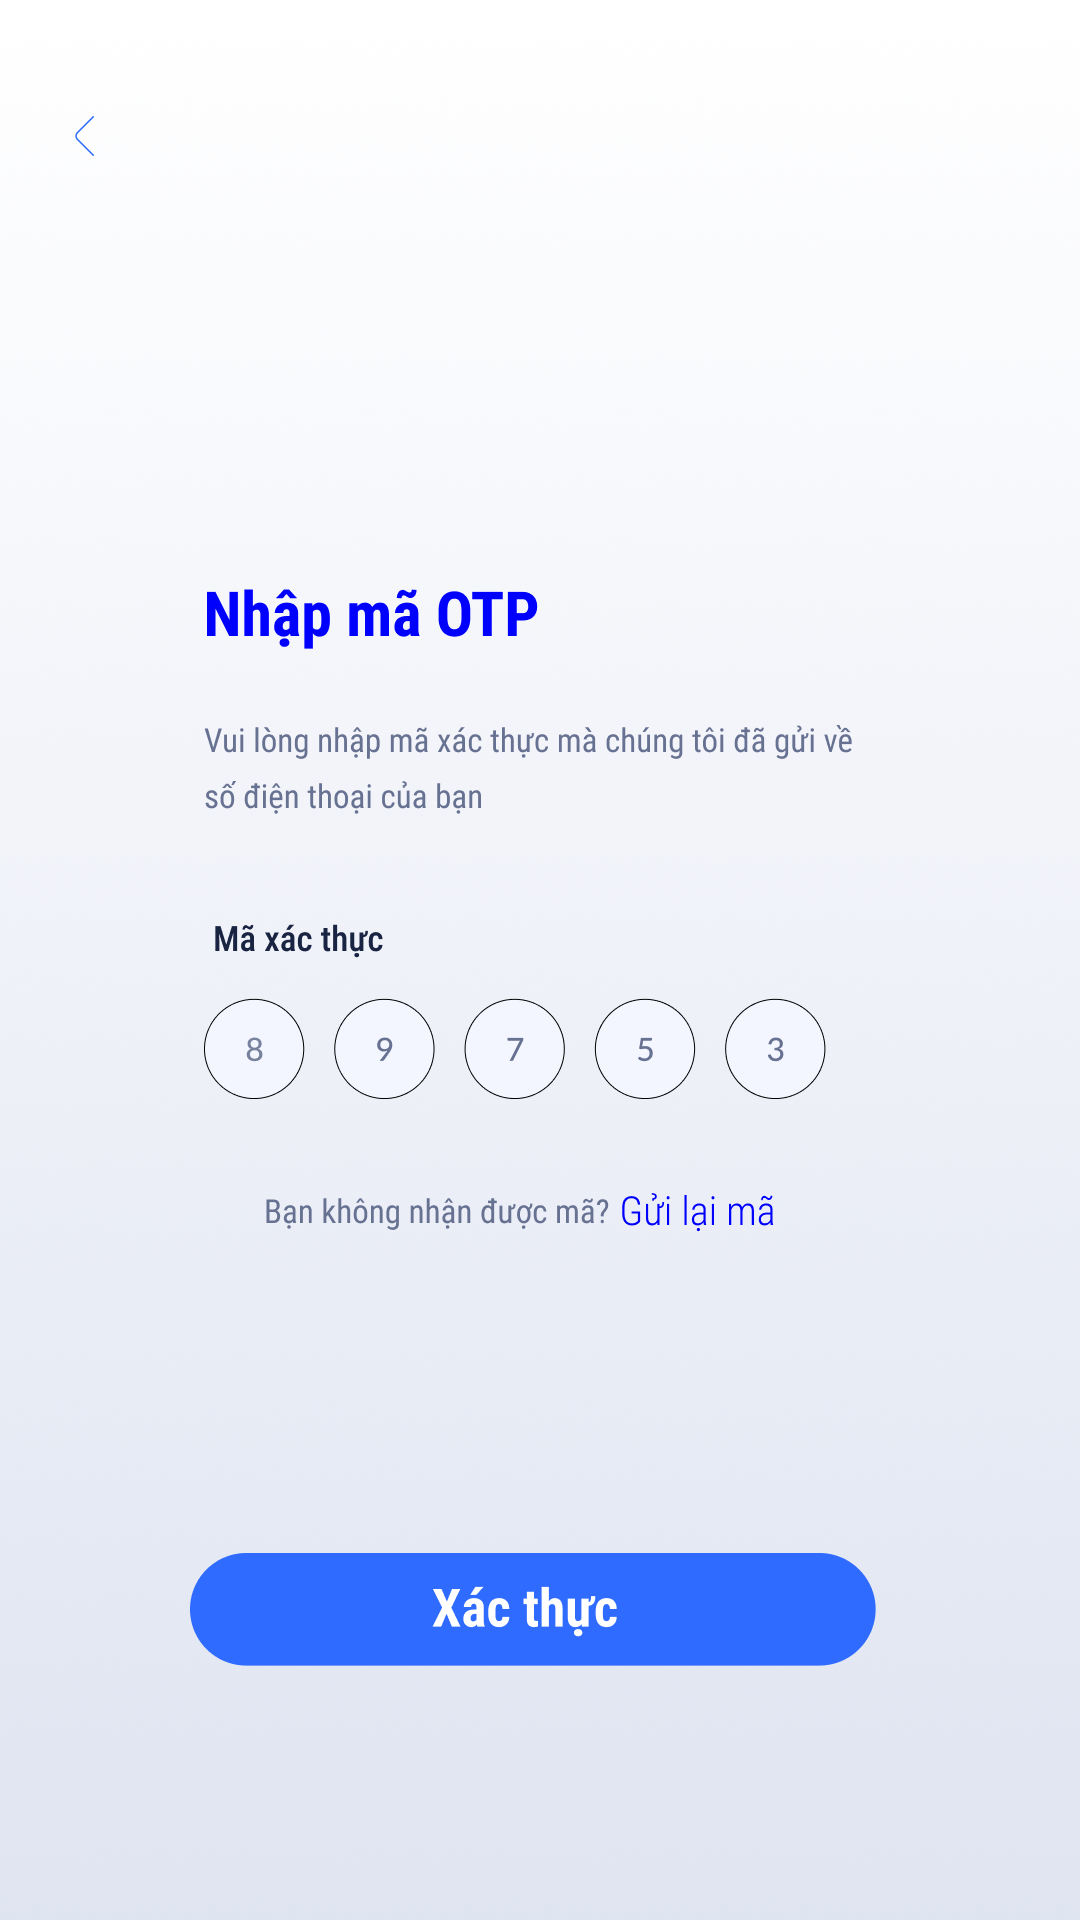 Nhập mã OTP
Vui lòng nhập mã xác thực mà chúng tôi đã gửi về
số điện thoại của bạn
Mã xác thực
8 9 7 5 3
Bạn không nhận được mã? Gửi lại mã
Xác thực